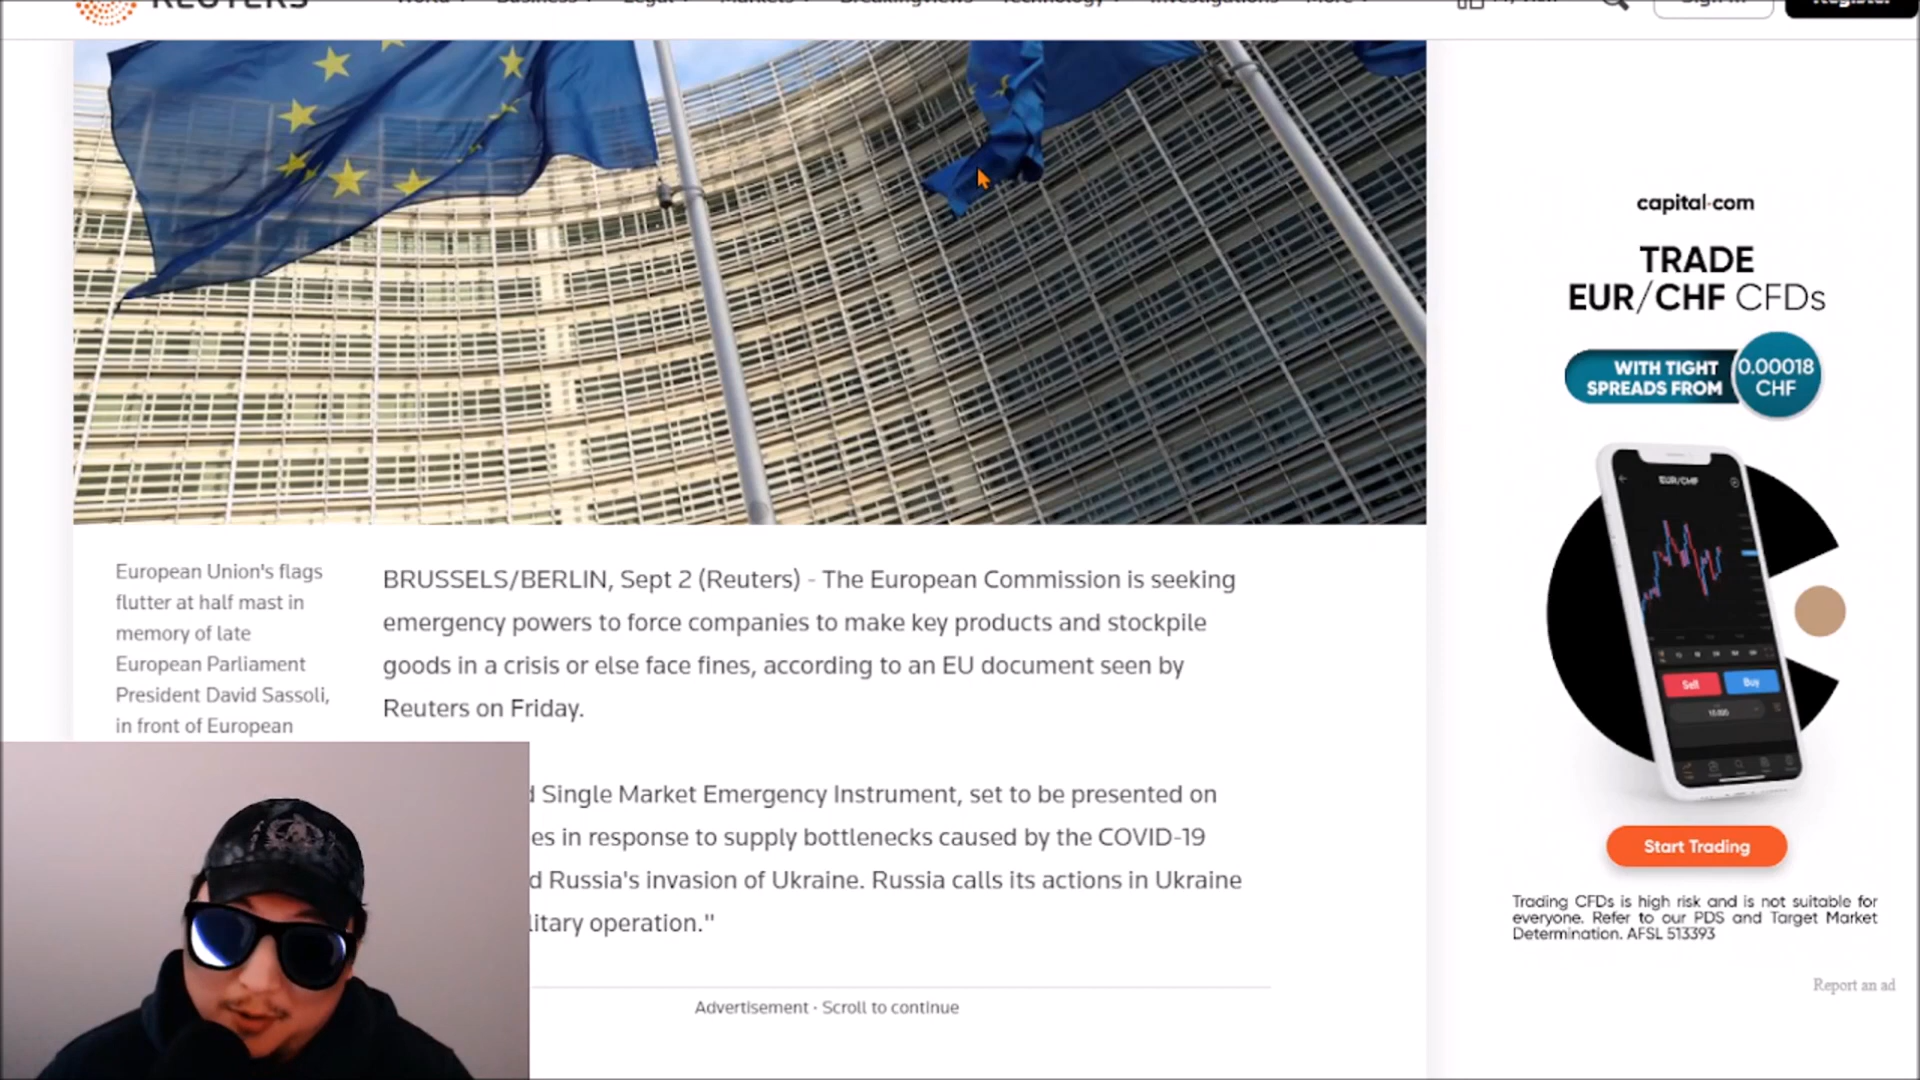 REUTERS
World Business Legal Markets Breakingviews Technology Investigations More
My View Sign In Register
European Union's flags
flutter at half mast in
memory of late
European Parliament
President David Sassoli,
in front of European
BRUSSELS/BERLIN, Sept 2 (Reuters) - The European Commission is seeking
emergency powers to force companies to make key products and stockpile
goods in a crisis or else face fines, according to an EU document seen by
Reuters on Friday.
Single Market Emergency Instrument, set to be presented on
es in response to supply bottlenecks caused by the COVID-19
d Russia's invasion of Ukraine. Russia calls its actions in Ukraine
litary operation."
Advertisement · Scroll to continue
capital.com
TRADE
EUR/CHF CFDs
WITH TIGHT
SPREADS FROM
0.00018
CHF
EUR/CHF
Sell Buy
Start Trading
Trading CFDs is high risk and is not suitable for
everyone. Refer to our PDS and Target Market
Determination. AFSL 513393
Report an ad